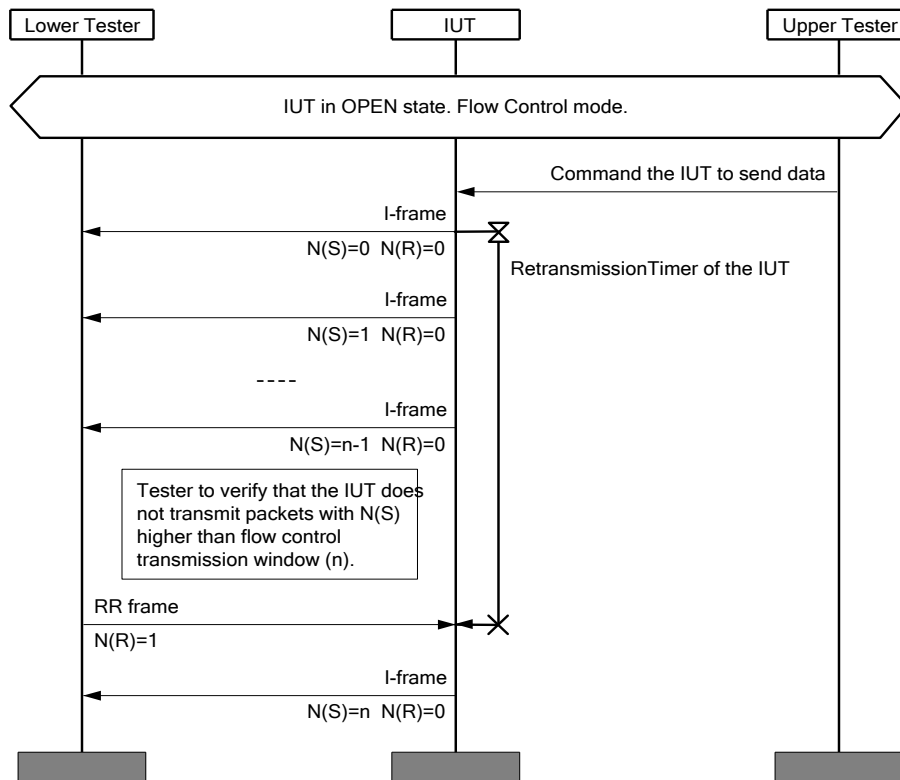 Lower Tester
IUT
Upper Tester
IUT in OPEN state. Flow Control mode.
Command the IUT to send data
I-frame
N(S)=0 N(R)=0
RetransmissionTimer of the IUT
I-frame
N(S)=1 N(R)=0
----
I-frame
N(S)=n-1 N(R)=0
Tester to verify that the IUT does
not transmit packets with N(S)
higher than flow control
transmission window (n).
RR frame
N(R)=1
I-frame
N(S)=n N(R)=0